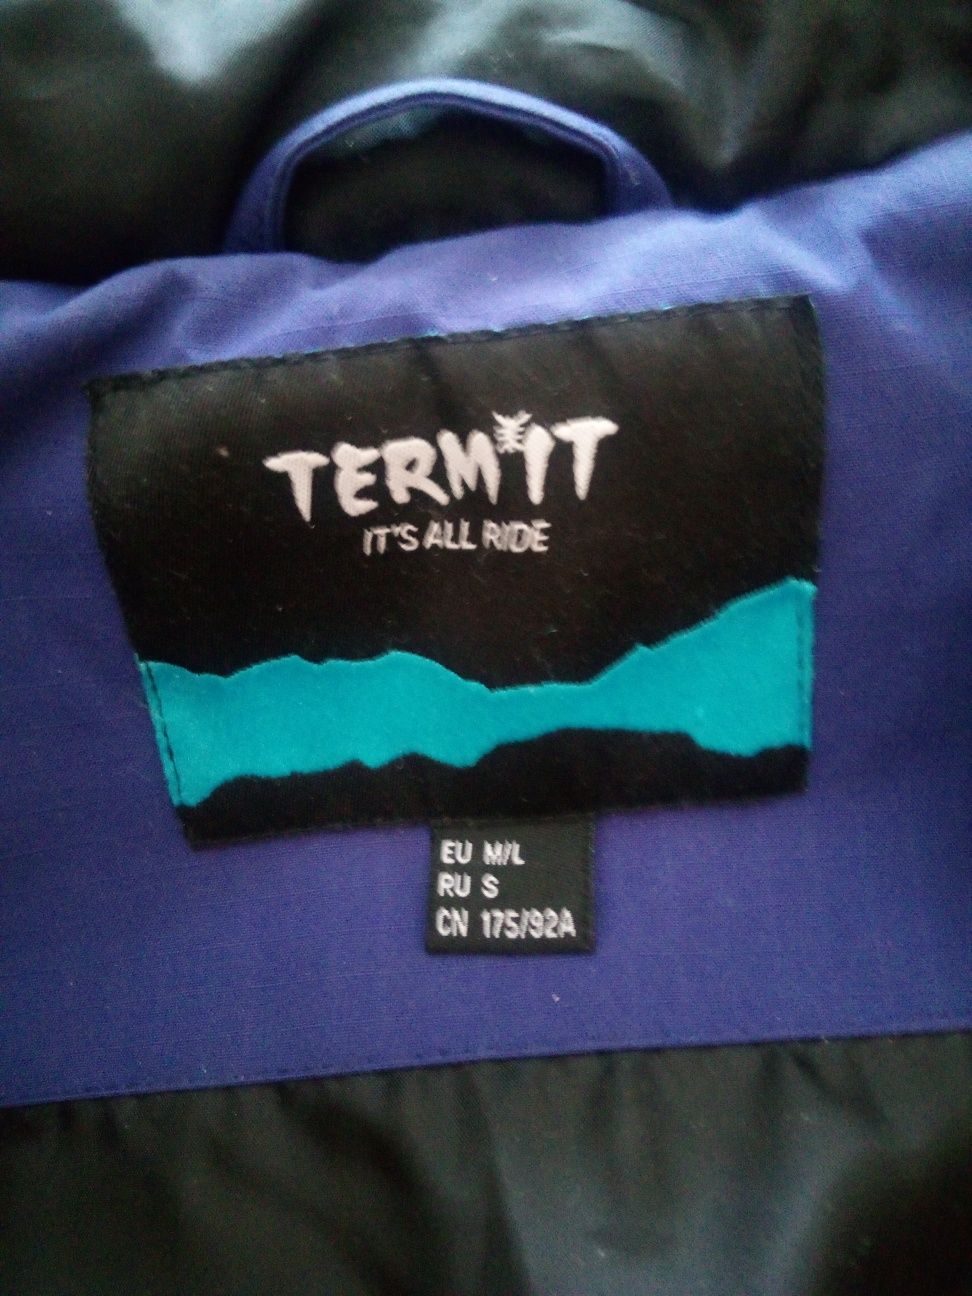 TERMIT
IT'S ALL RIDE
EU M/L
RU S
CN 175/92A